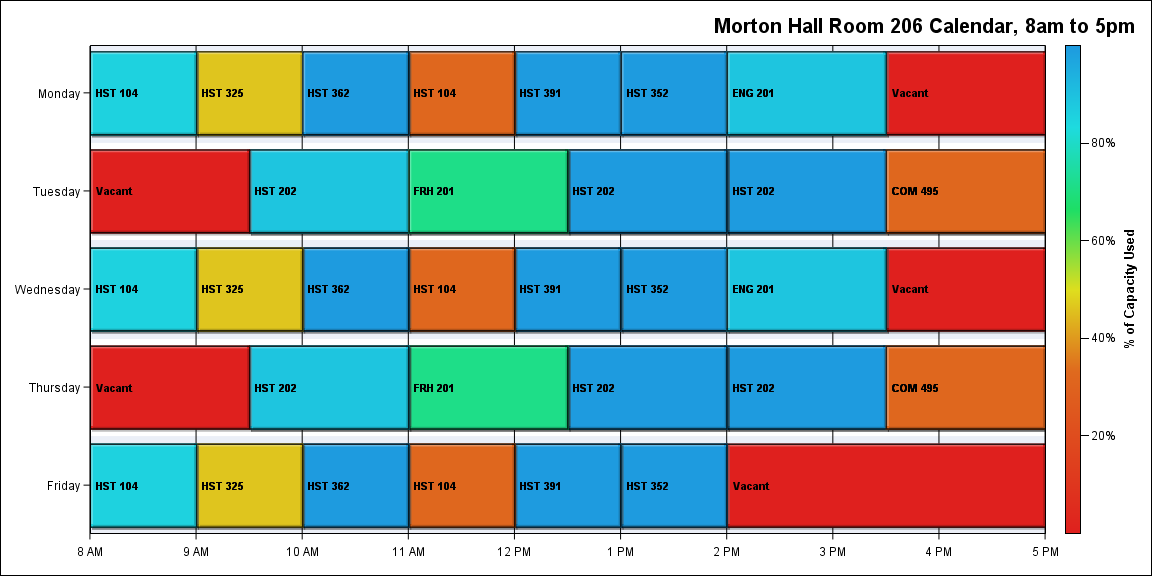 Morton Hall Room 206 Calendar, 8am to 5pm
Monday
HST 104
HST 325
HST 362
HST 104
HST 391
HST 352
ENG 201
Vacant
Tuesday
Vacant
HST 202
FRH 201
HST 202
HST 202
COM 495
Wednesday
HST 104
HST 325
HST 362
HST 104
HST 391
HST 352
ENG 201
Vacant
Thursday
Vacant
HST 202
FRH 201
HST 202
HST 202
COM 495
Friday
HST 104
HST 325
HST 362
HST 104
HST 391
HST 352
Vacant
8 AM
9 AM
10 AM
11 AM
12 PM
1 PM
2 PM
3 PM
4 PM
5 PM
80%
60%
40%
20%
% of Capacity Used